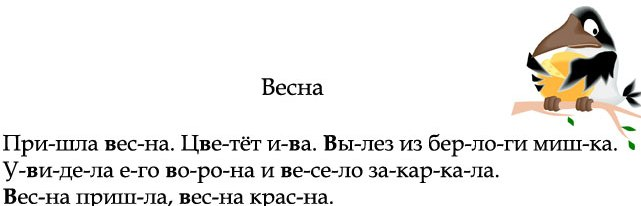 Весна
При-шла вес-на. Цве-тёт и-ва. Вы-лез из бер-ло-ги миш-ка.
У-ви-де-ла е-го во-ро-на и ве-се-ло за-кар-ка-ла.
Вес-на приш-ла, вес-на крас-на.